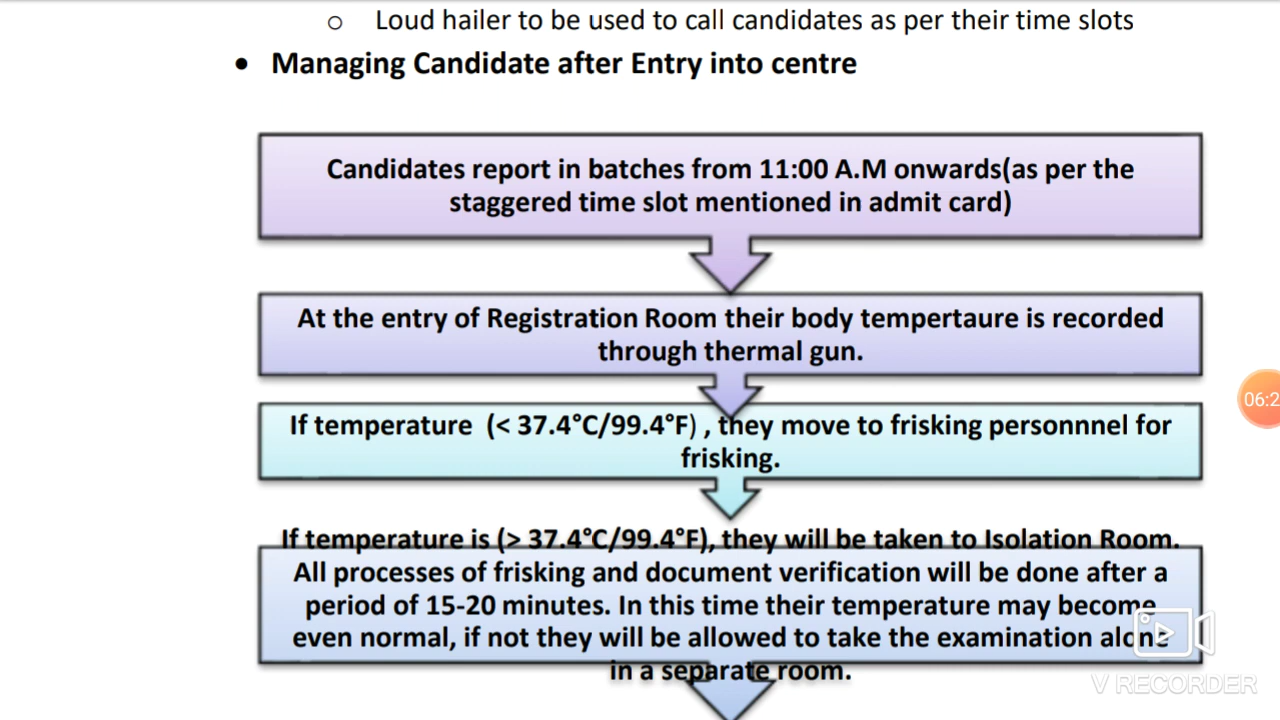 o Loud hailer to be used to call candidates as per their time slots
• Managing Candidate after Entry into centre
Candidates report in batches from 11:00 A.M onwards(as per the
staggered time slot mentioned in admit card)
At the entry of Registration Room their body tempertaure is recorded
through thermal gun.
If temperature (< 37.4°C/99.4°F) , they move to frisking personnnel for
frisking.
If temperature is (> 37.4°C/99.4°F), they will be taken to Isolation Room.
All processes of frisking and document verification will be done after a
period of 15-20 minutes. In this time their temperature may become
even normal, if not they will be allowed to take the examination alone
in a separate room.
06:2
V RECORDER